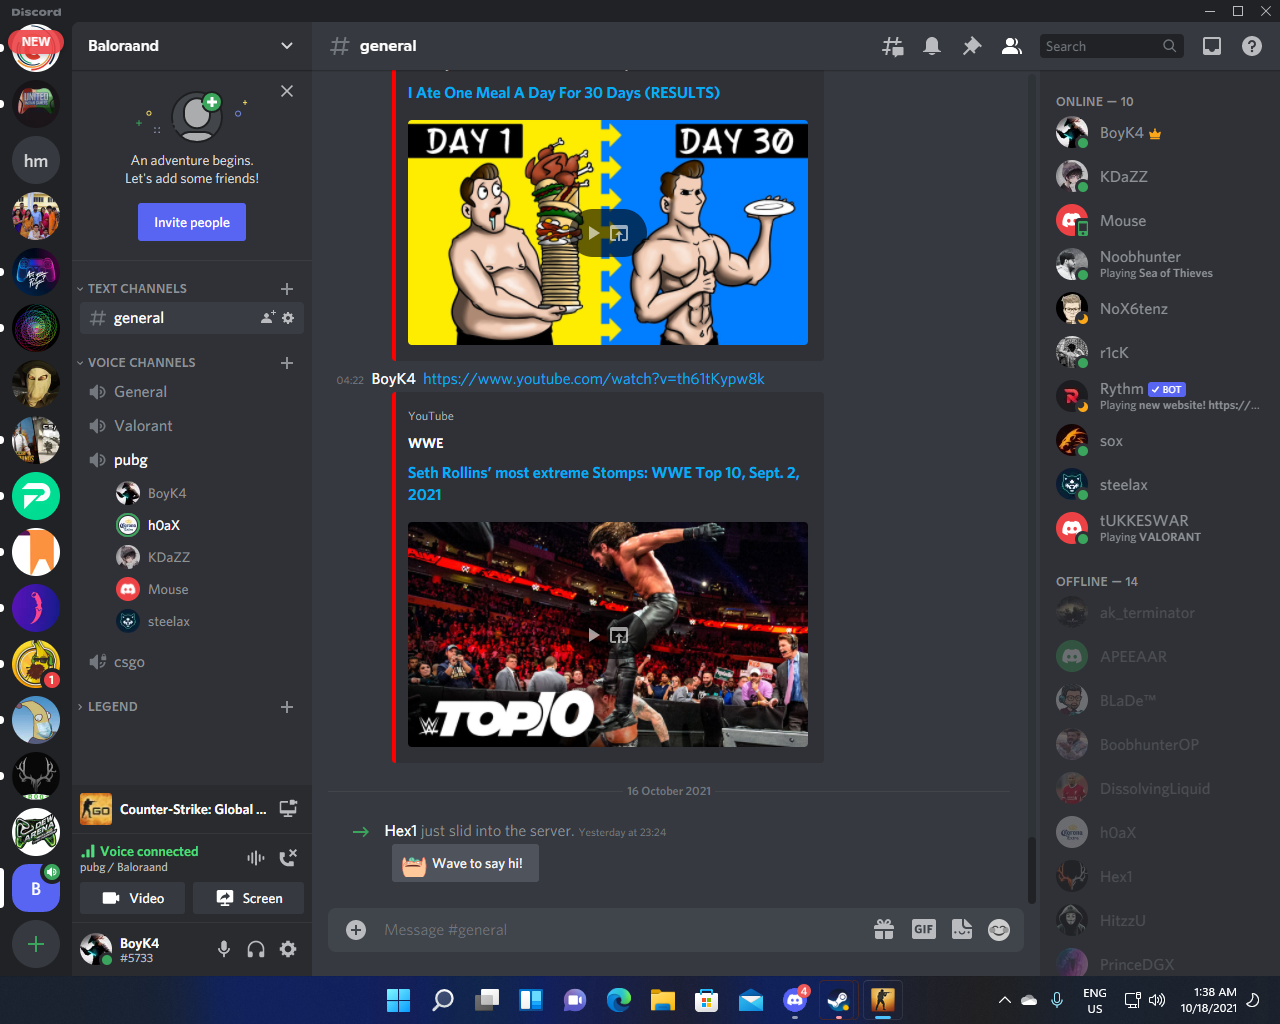 Discord
NEW
hm
1
B
Baloraand
An adventure begins.
Let's add some friends!
Invite people
TEXT CHANNELS
general
VOICE CHANNELS
General
Valorant
pubg
BoyK4
h0aX
KDaZZ
Mouse
steelax
csgo
LEGEND
GO
Counter-Strike: Global ...
Voice connected
pubg / Baloraand
Video
Screen
BoyK4
#5733
general
Search
I Ate One Meal A Day For 30 Days (RESULTS)
DAY 1
DAY 30
04:22 BoyK4 https://www.youtube.com/watch?v=th61tKypw8k
YouTube
WWE
Seth Rollins' most extreme Stomps: WWE Top 10, Sept. 2,
2021
TOP10
16 October 2021
Hex1 just slid into the server. Yesterday at 23:24
Wave to say hi!
Message #general
GIF
ONLINE — 10
BoyK4
KDaZZ
Mouse
Noobhunter
Playing Sea of Thieves
NoX6tenz
r1cK
Rythm BOT
Playing new website! https://...
sox
steelax
tUKKESWAR
Playing VALORANT
OFFLINE — 14
ak_terminator
APEEAAR
BLaDe™
BoobhunterOP
DissolvingLiquid
h0aX
Hex1
HitzzU
PrinceDGX
4
ENG
US
1:38 AM
10/18/2021